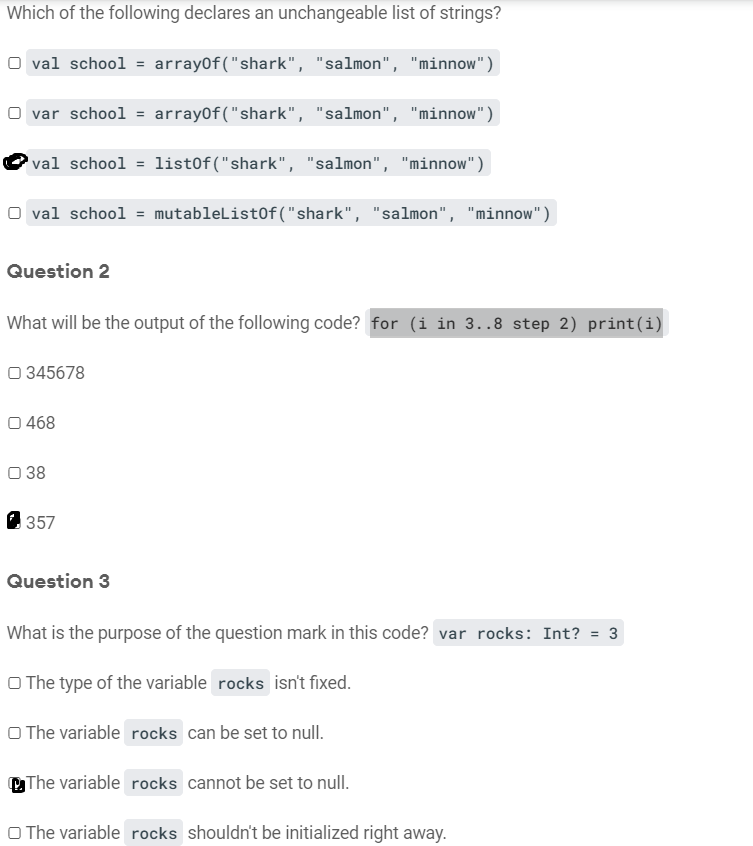 Which of the following declares an unchangeable list of strings?
val school = arrayOf("shark", "salmon", "minnow")
var school = arrayOf("shark", "salmon", "minnow")
val school = listOf("shark", "salmon", "minnow")
val school = mutableListOf("shark", "salmon", "minnow")
Question 2
What will be the output of the following code? for (i in 3..8 step 2) print(i)
345678
468
38
357
Question 3
What is the purpose of the question mark in this code? var rocks: Int? = 3
The type of the variable rocks isn't fixed.
The variable rocks can be set to null.
The variable rocks cannot be set to null.
The variable rocks shouldn't be initialized right away.